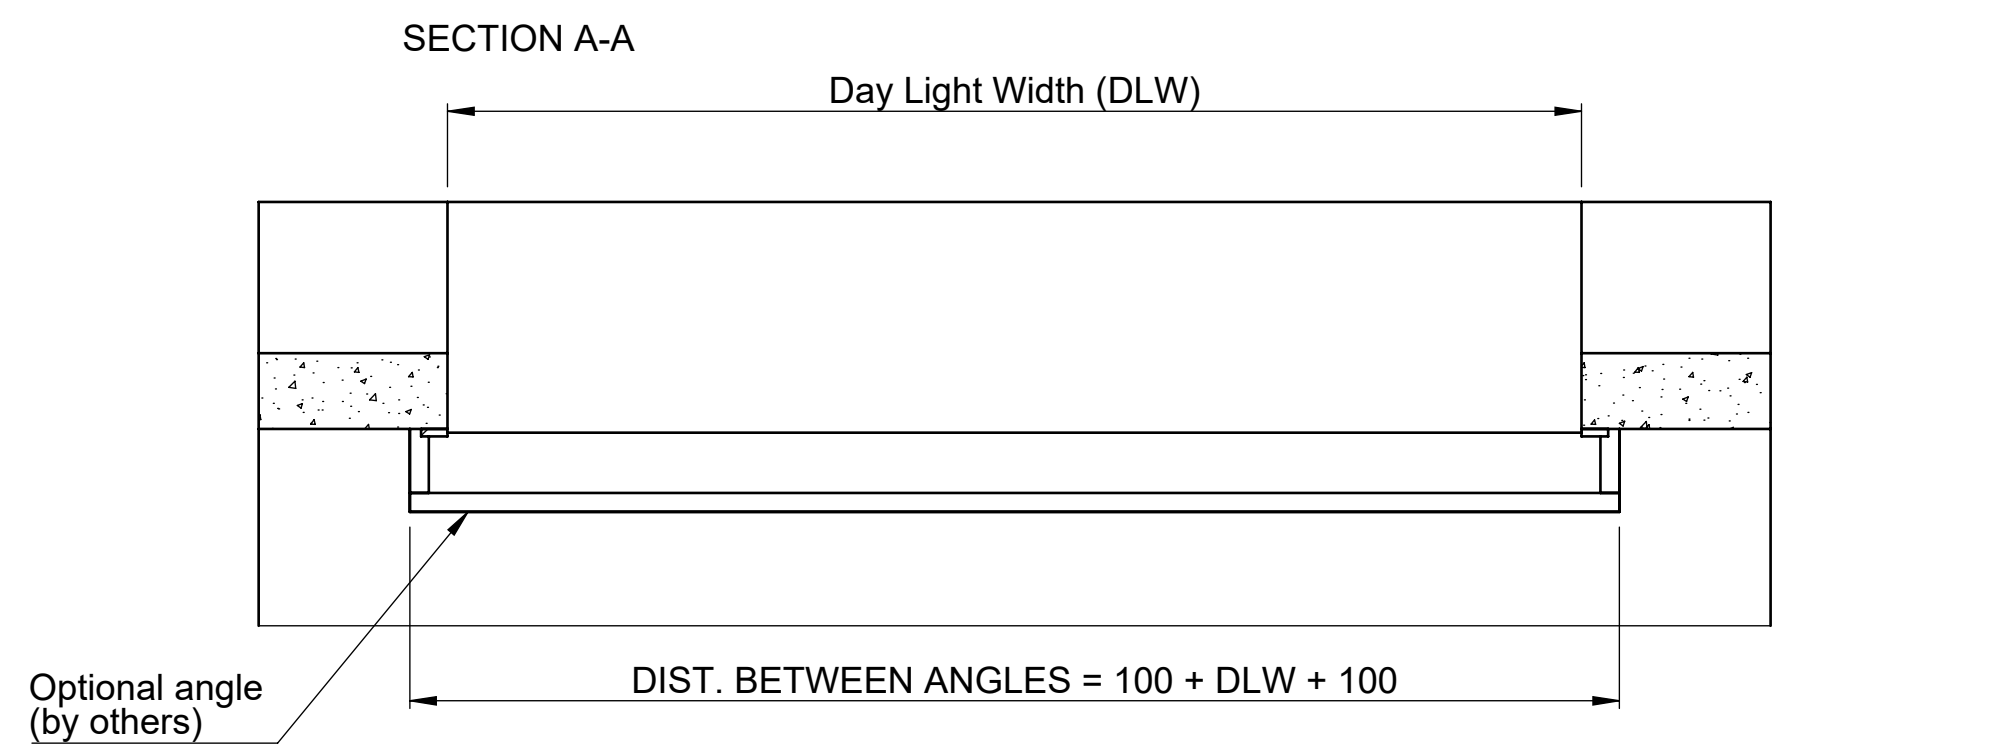 SECTION A-A
Day Light Width (DLW)
DIST. BETWEEN ANGLES = 100 + DLW + 100
Optional angle
(by others)